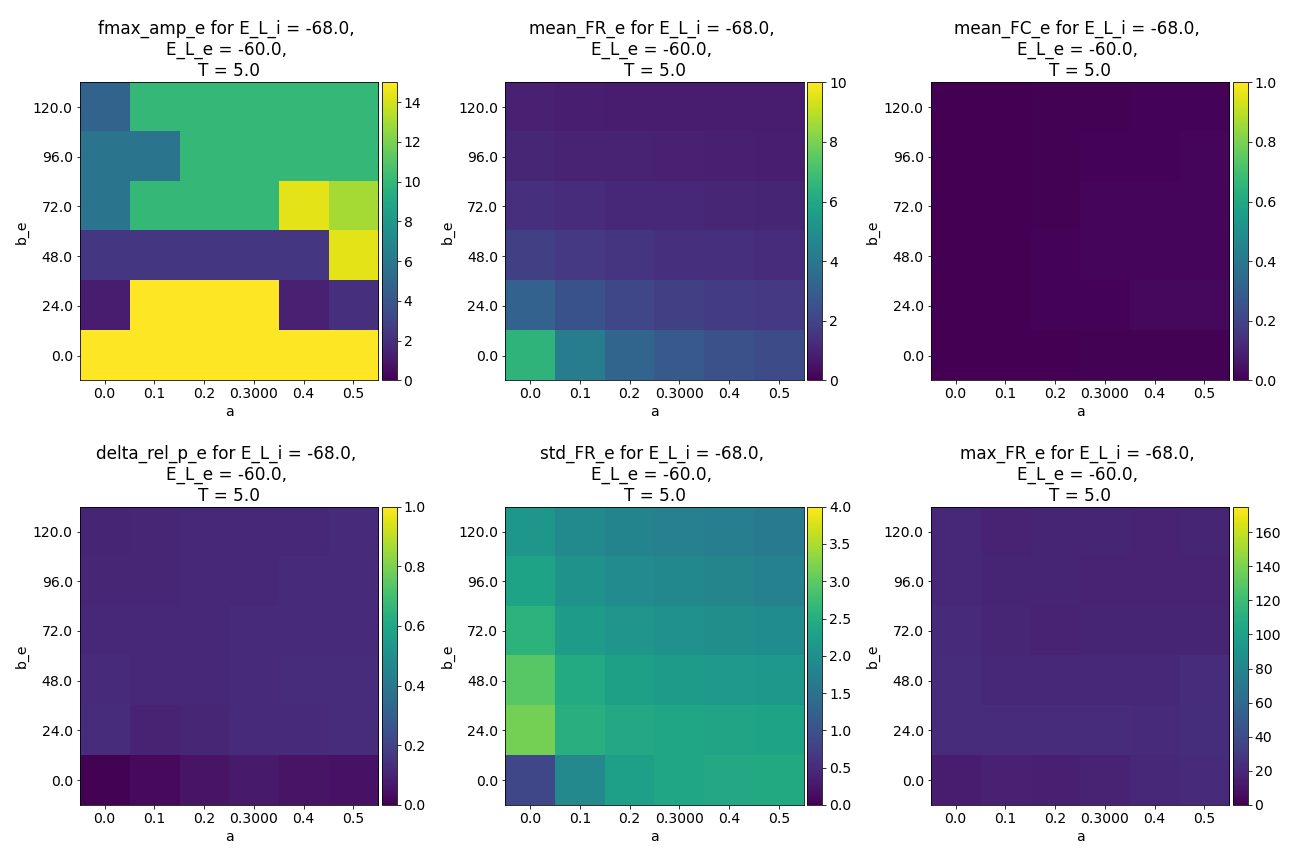 fmax_amp_e for E_L_i = -68.0,
E_L_e = -60.0,
T = 5.0
120.0
96.0
72.0
48.0
24.0
0.0
b_e
0.0 0.1 0.2 0.3000 0.4 0.5
a
14
12
10
8
6
4
2
0
mean_FR_e for E_L_i = -68.0,
E_L_e = -60.0,
T = 5.0
120.0
96.0
72.0
48.0
24.0
0.0
b_e
0.0 0.1 0.2 0.3000 0.4 0.5
a
10
8
6
4
2
0
mean_FC_e for E_L_i = -68.0,
E_L_e = -60.0,
T = 5.0
120.0
96.0
72.0
48.0
24.0
0.0
b_e
0.0 0.1 0.2 0.3000 0.4 0.5
a
1.0
0.8
0.6
0.4
0.2
0.0
delta_rel_p_e for E_L_i = -68.0,
E_L_e = -60.0,
T = 5.0
120.0
96.0
72.0
48.0
24.0
0.0
b_e
0.0 0.1 0.2 0.3000 0.4 0.5
a
1.0
0.8
0.6
0.4
0.2
0.0
std_FR_e for E_L_i = -68.0,
E_L_e = -60.0,
T = 5.0
120.0
96.0
72.0
48.0
24.0
0.0
b_e
0.0 0.1 0.2 0.3000 0.4 0.5
a
4.0
3.5
3.0
2.5
2.0
1.5
1.0
0.5
0.0
max_FR_e for E_L_i = -68.0,
E_L_e = -60.0,
T = 5.0
120.0
96.0
72.0
48.0
24.0
0.0
b_e
0.0 0.1 0.2 0.3000 0.4 0.5
a
160
140
120
100
80
60
40
20
0